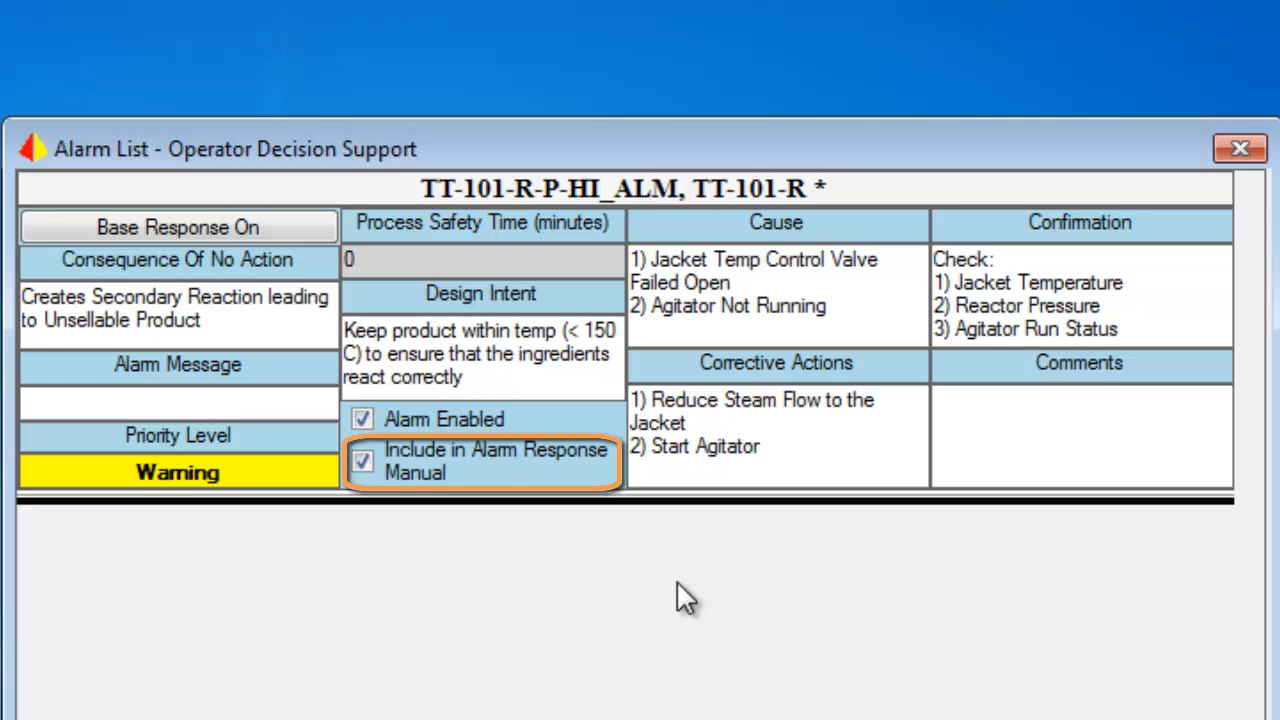 Alarm List - Operator Decision Support
TT-101-R-P-HI_ALM, TT-101-R *
Base Response On
Consequence Of No Action
Creates Secondary Reaction leading
to Unsellable Product
Alarm Message
Priority Level
Warning
Process Safety Time (minutes)
0
Design Intent
Keep product within temp (< 150
C) to ensure that the ingredients
react correctly
Alarm Enabled
Include in Alarm Response
Manual
Cause
1) Jacket Temp Control Valve
Failed Open
2) Agitator Not Running
Corrective Actions
1) Reduce Steam Flow to the
Jacket
2) Start Agitator
Confirmation
Check:
1) Jacket Temperature
2) Reactor Pressure
3) Agitator Run Status
Comments